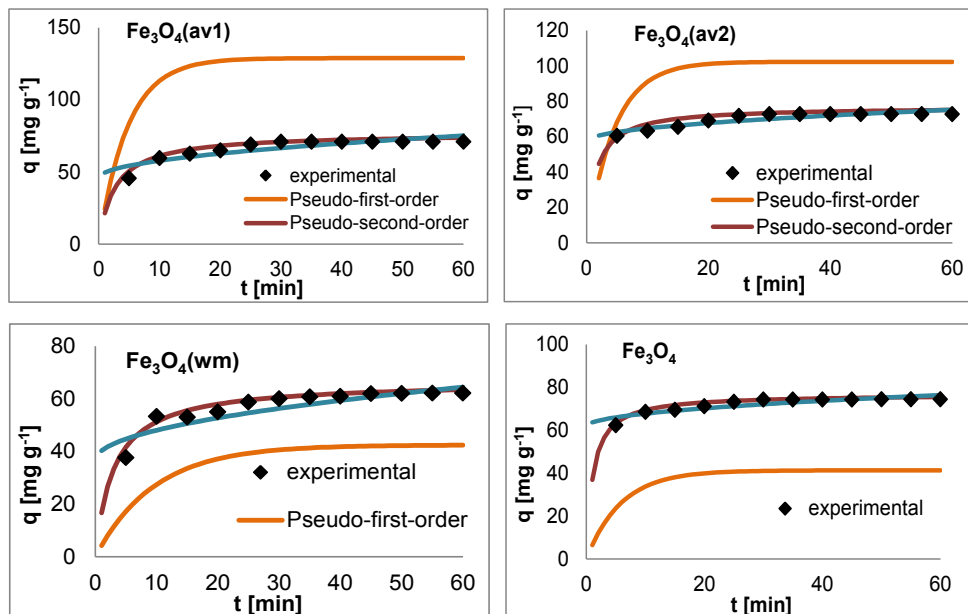 Fe₃O₄(av1)
q [mg g⁻¹]
150
100
50
0
experimental
Pseudo-first-order
Pseudo-second-order
0 10 20 30 40 50 60
t [min]
Fe₃O₄(av2)
q [mg g⁻¹]
120
100
80
60
40
20
0
experimental
Pseudo-first-order
Pseudo-second-order
0 20 40 60
t [min]
Fe₃O₄(wm)
q [mg g⁻¹]
80
60
40
20
0
experimental
Pseudo-first-order
0 10 20 30 40 50 60
t [min]
Fe₃O₄
q [mg g⁻¹]
100
80
60
40
20
0
experimental
0 20 40 60
t [min]